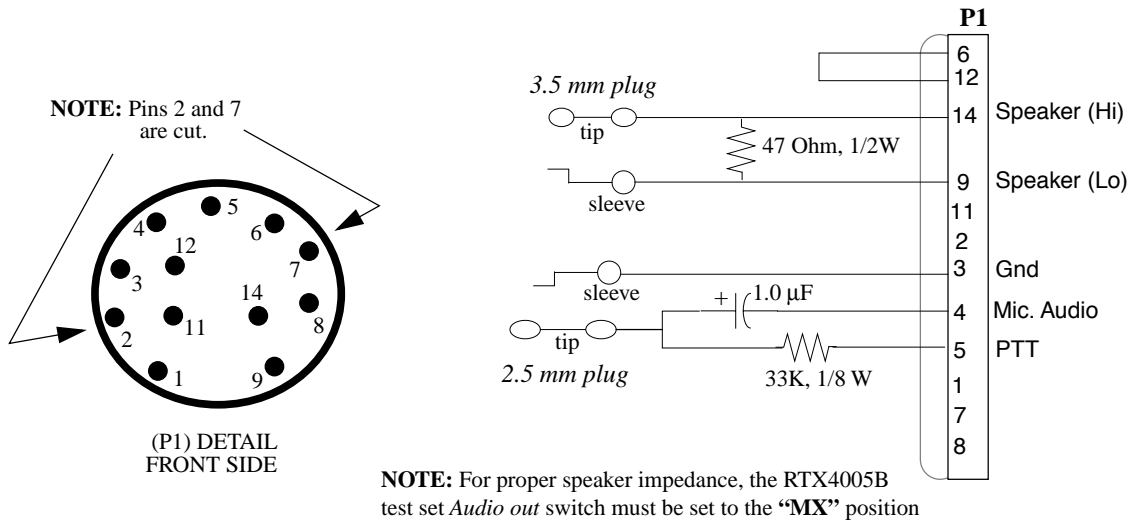 NOTE: Pins 2 and 7
are cut.
5
4
6
12
3
7
14
2
11
8
1
9
(P1) DETAIL
FRONT SIDE
P1
6
12
3.5 mm plug
14 Speaker (Hi)
tip
47 Ohm, 1/2W
9 Speaker (Lo)
sleeve
11
2
3 Gnd
sleeve
+ 1.0 µF
4 Mic. Audio
tip
5 PTT
2.5 mm plug
33K, 1/8 W
1
7
8
NOTE: For proper speaker impedance, the RTX4005B
test set Audio out switch must be set to the “MX” position